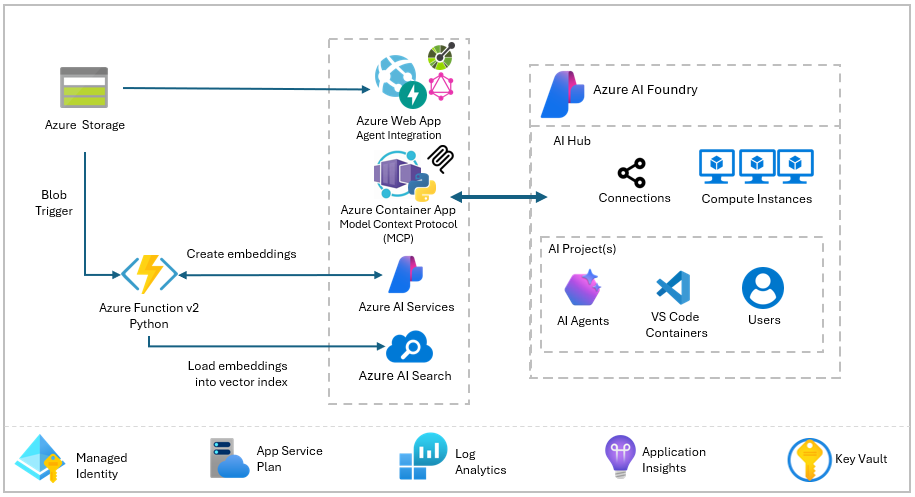 Azure Storage
Blob
Trigger
Create embeddings
Azure Function v2
Python
Load embeddings
into vector index
Azure Web App
Agent Integration
Azure Container App
Model Context Protocol
(MCP)
Azure AI Services
Azure AI Search
Azure AI Foundry
AI Hub
Connections
Compute Instances
AI Project(s)
AI Agents
VS Code
Containers
Users
Managed
Identity
App Service
Plan
Log
Analytics
Application
Insights
Key Vault